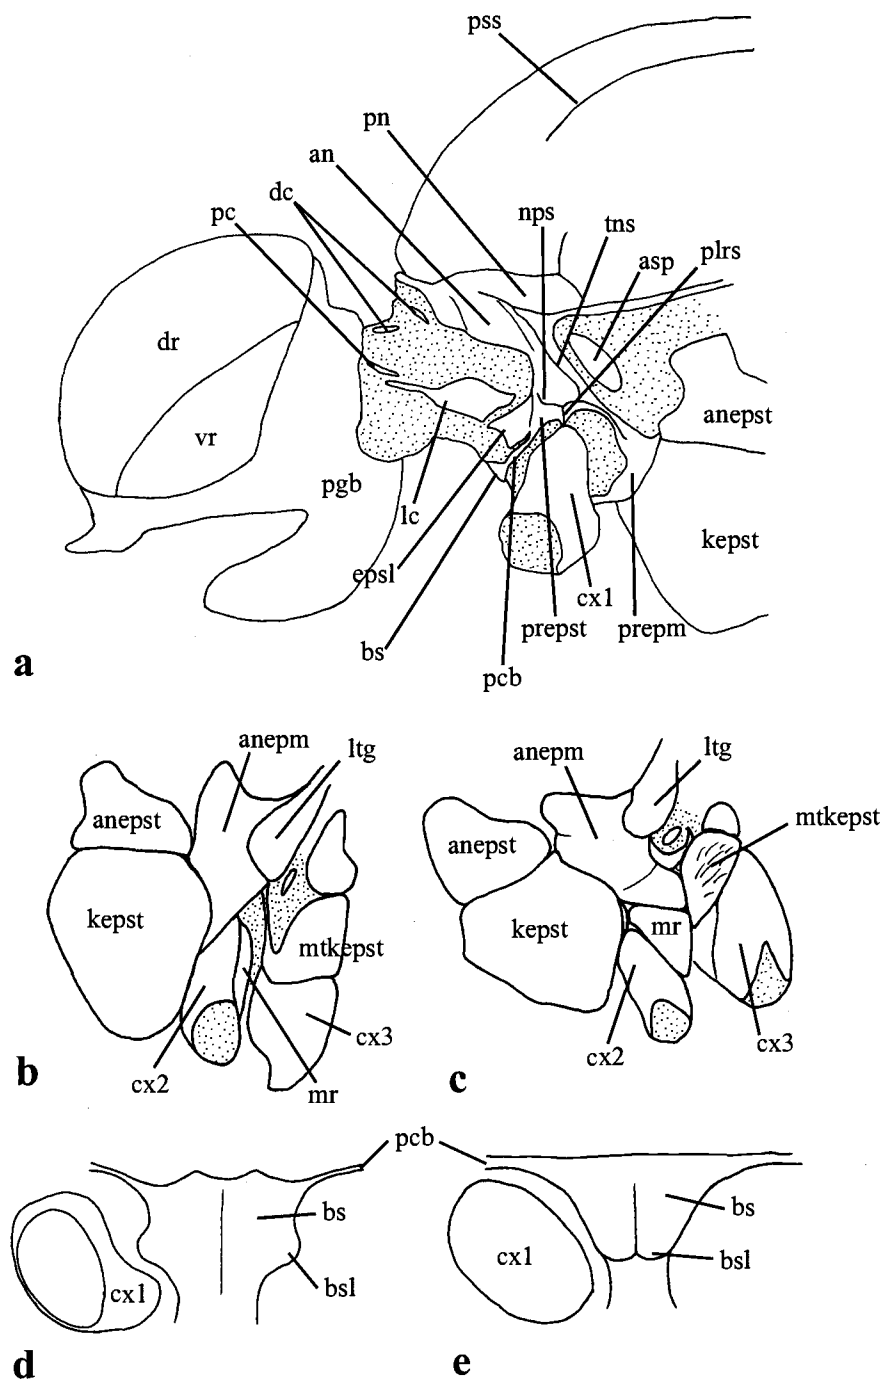 pss
pn
an
dc
pc
nps
tns
asp
plrs
dr
vr
anepst
pgb
lc
kepst
epsl
cx1
bs
prepst
prepm
pcb
a
anepm
ltg
anepst
kepst
mtkepst
cx3
cx2
mr
b
anepm
ltg
mtkepst
anepst
kepst
mr
cx2
cx3
c
pcb
bs
bsl
cx1
d
bs
bsl
cx1
e